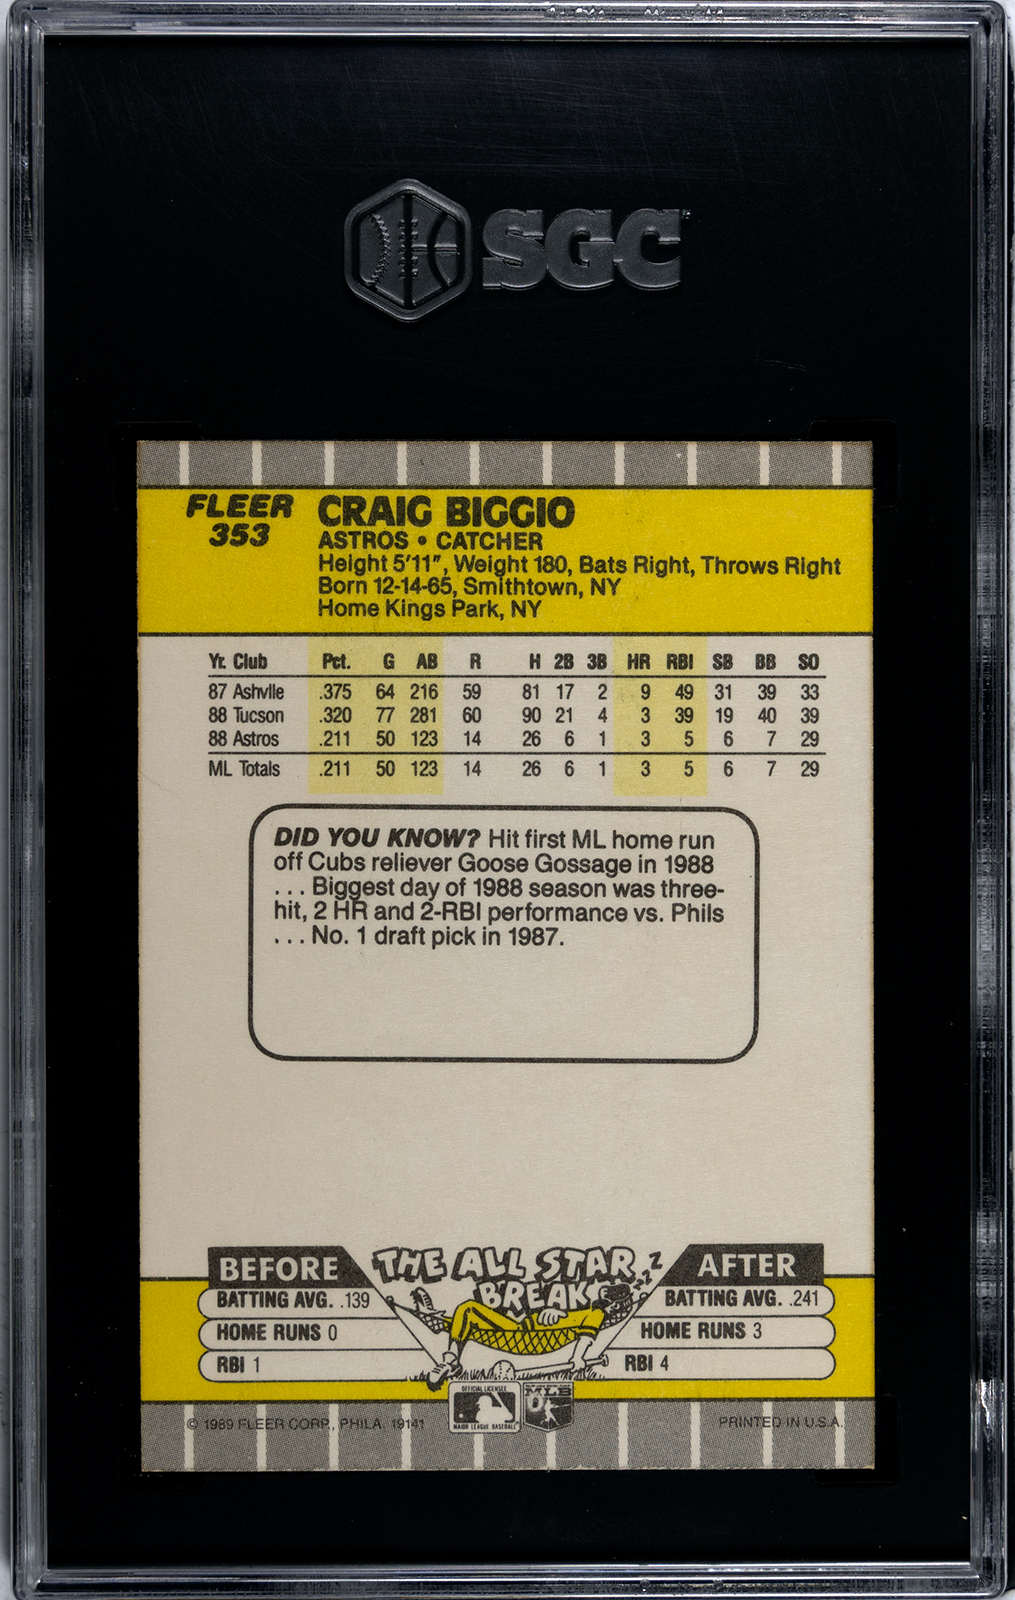 SGC
FLEER
353
CRAIG BIGGIO
ASTROS • CATCHER
Height 5'11", Weight 180, Bats Right, Throws Right
Born 12-14-65, Smithtown, NY
Home Kings Park, NY
Yr. Club Pct. G AB R H 2B 3B HR RBI SB BB SO
87 Ashvlle .375 64 216 59 81 17 2 9 49 31 39 33
88 Tucson .320 77 281 60 90 21 4 3 39 19 40 39
88 Astros .211 50 123 14 26 6 1 3 5 6 7 29
ML Totals .211 50 123 14 26 6 1 3 5 6 7 29
DID YOU KNOW? Hit first ML home run
off Cubs reliever Goose Gossage in 1988
. . . Biggest day of 1988 season was three-
hit, 2 HR and 2-RBI performance vs. Phils
. . . No. 1 draft pick in 1987.
BEFORE THE ALL STAR BREAK ZZZZ AFTER
BATTING AVG. .139 BATTING AVG. .241
HOME RUNS 0 HOME RUNS 3
RBI 1 RBI 4
OFFICIAL LICENSEE
MAJOR LEAGUE BASEBALL
MLB
© 1989 FLEER CORP., PHILA. 19141 PRINTED IN U.S.A.